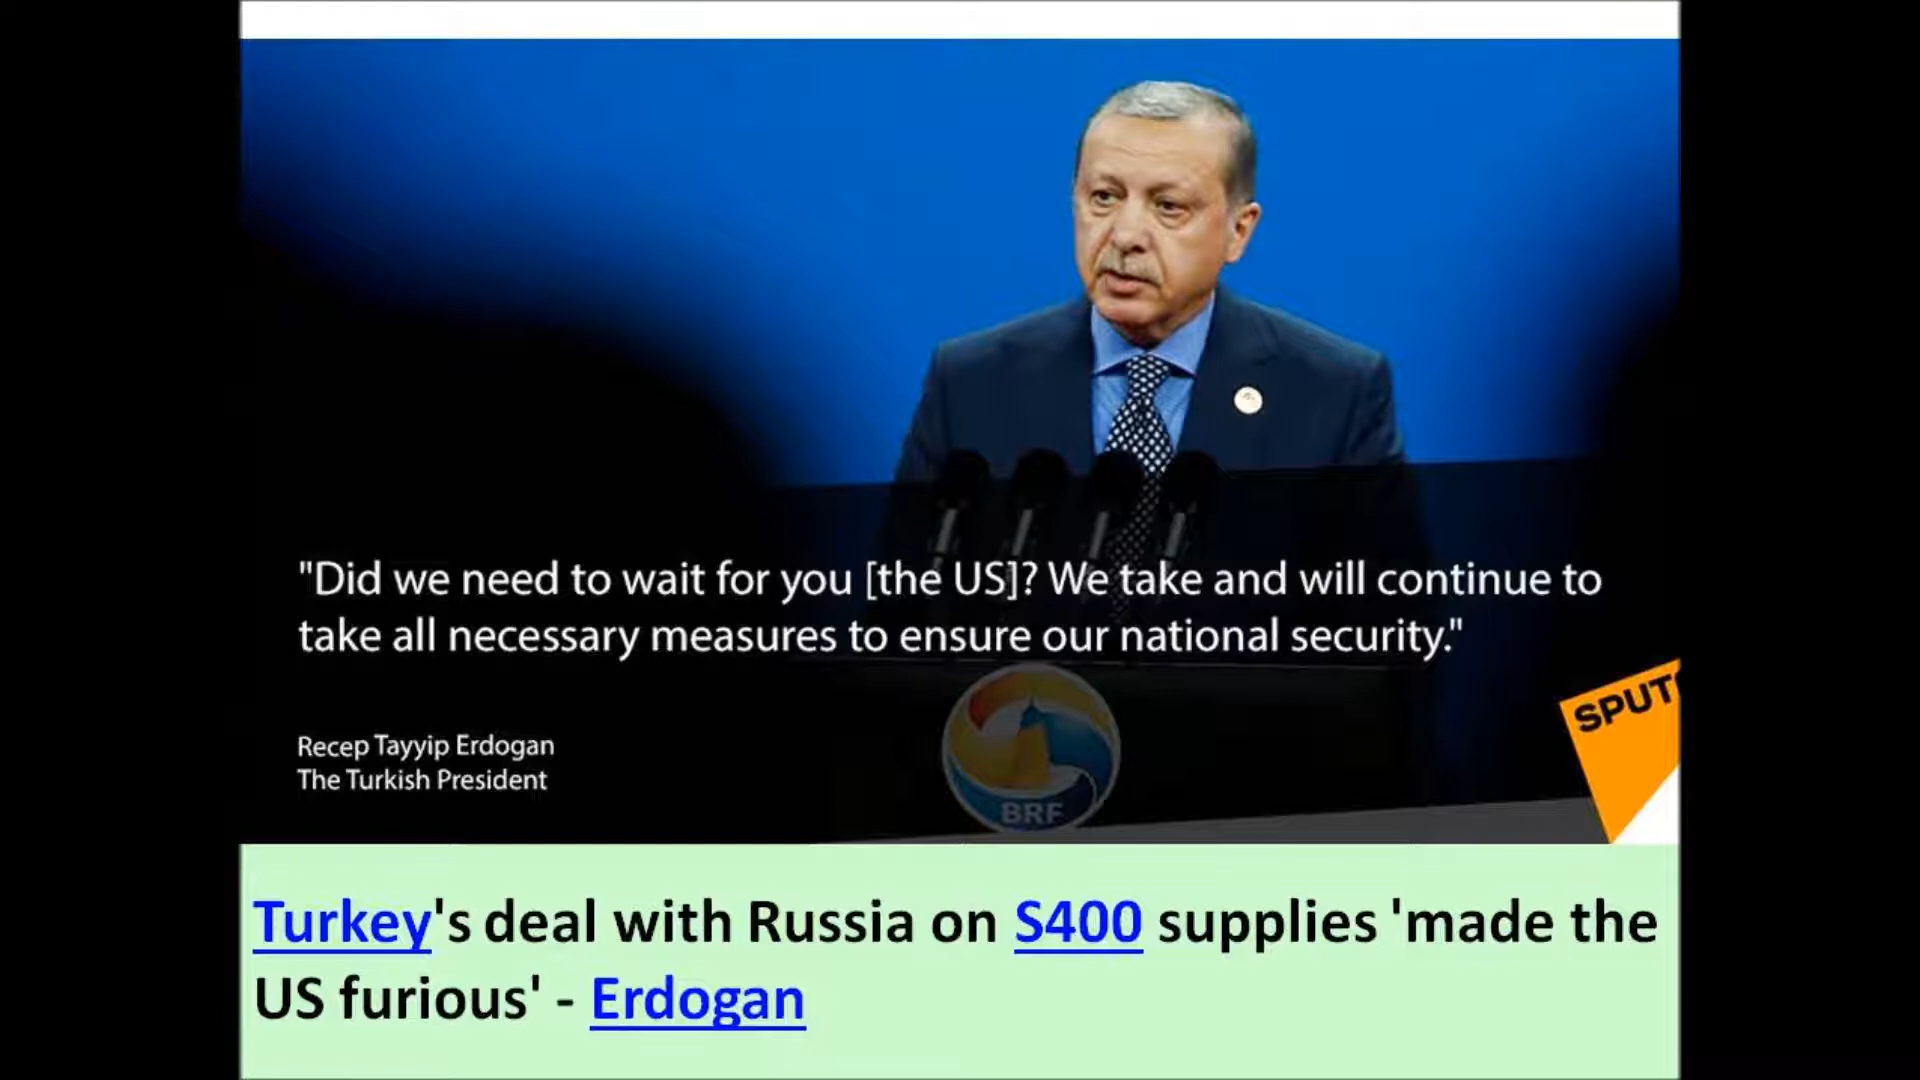 "Did we need to wait for you [the US]? We take and will continue to
take all necessary measures to ensure our national security."
SPUT
Recep Tayyip Erdogan
The Turkish President
BRF
Turkey's deal with Russia on S400 supplies 'made the
US furious' - Erdogan